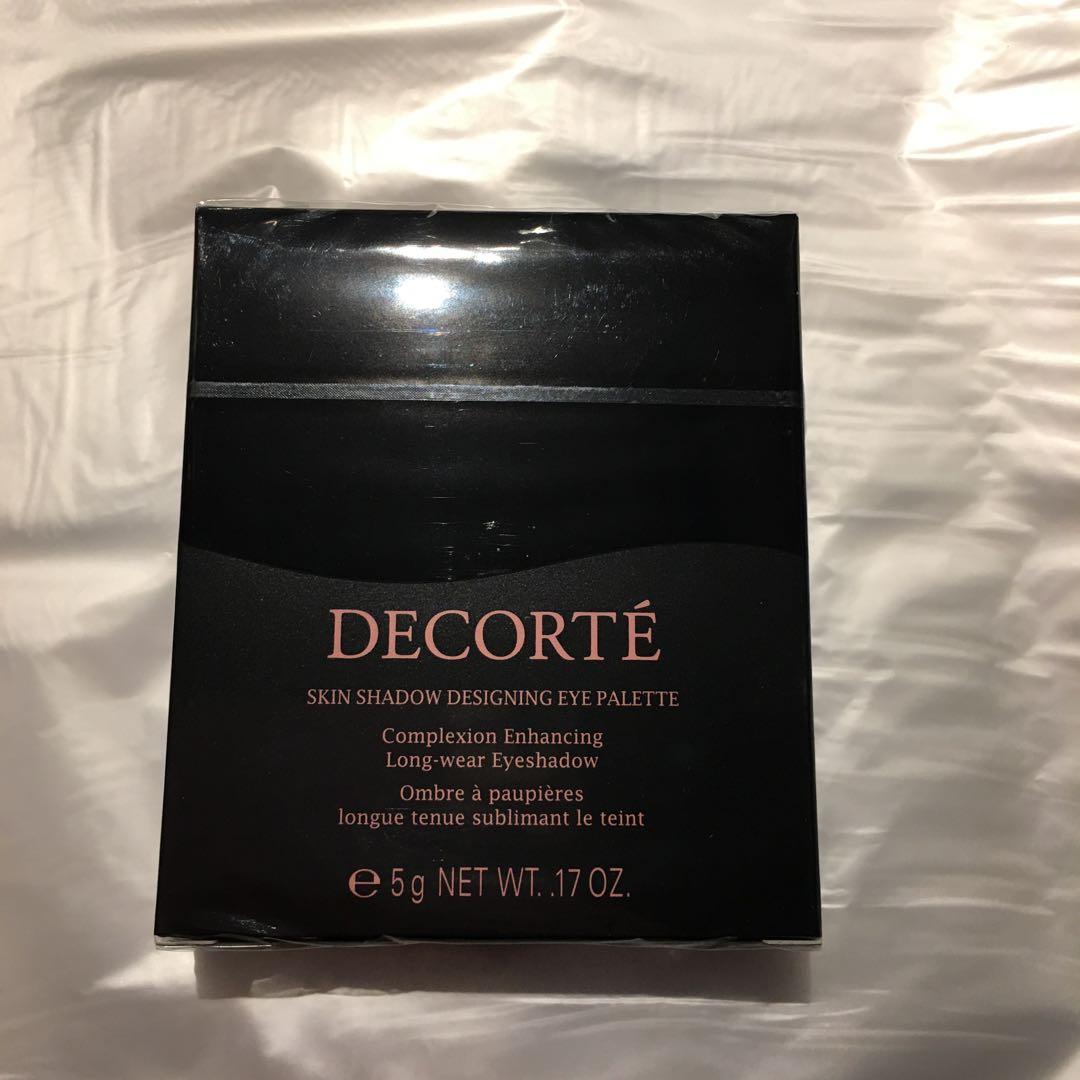 DECORTÉ
SKIN SHADOW DESIGNING EYE PALETTE
Complexion Enhancing
Long-wear Eyeshadow
Ombre à paupières
longue tenue sublimant le teint
℮ 5g NET WT. .17 OZ.